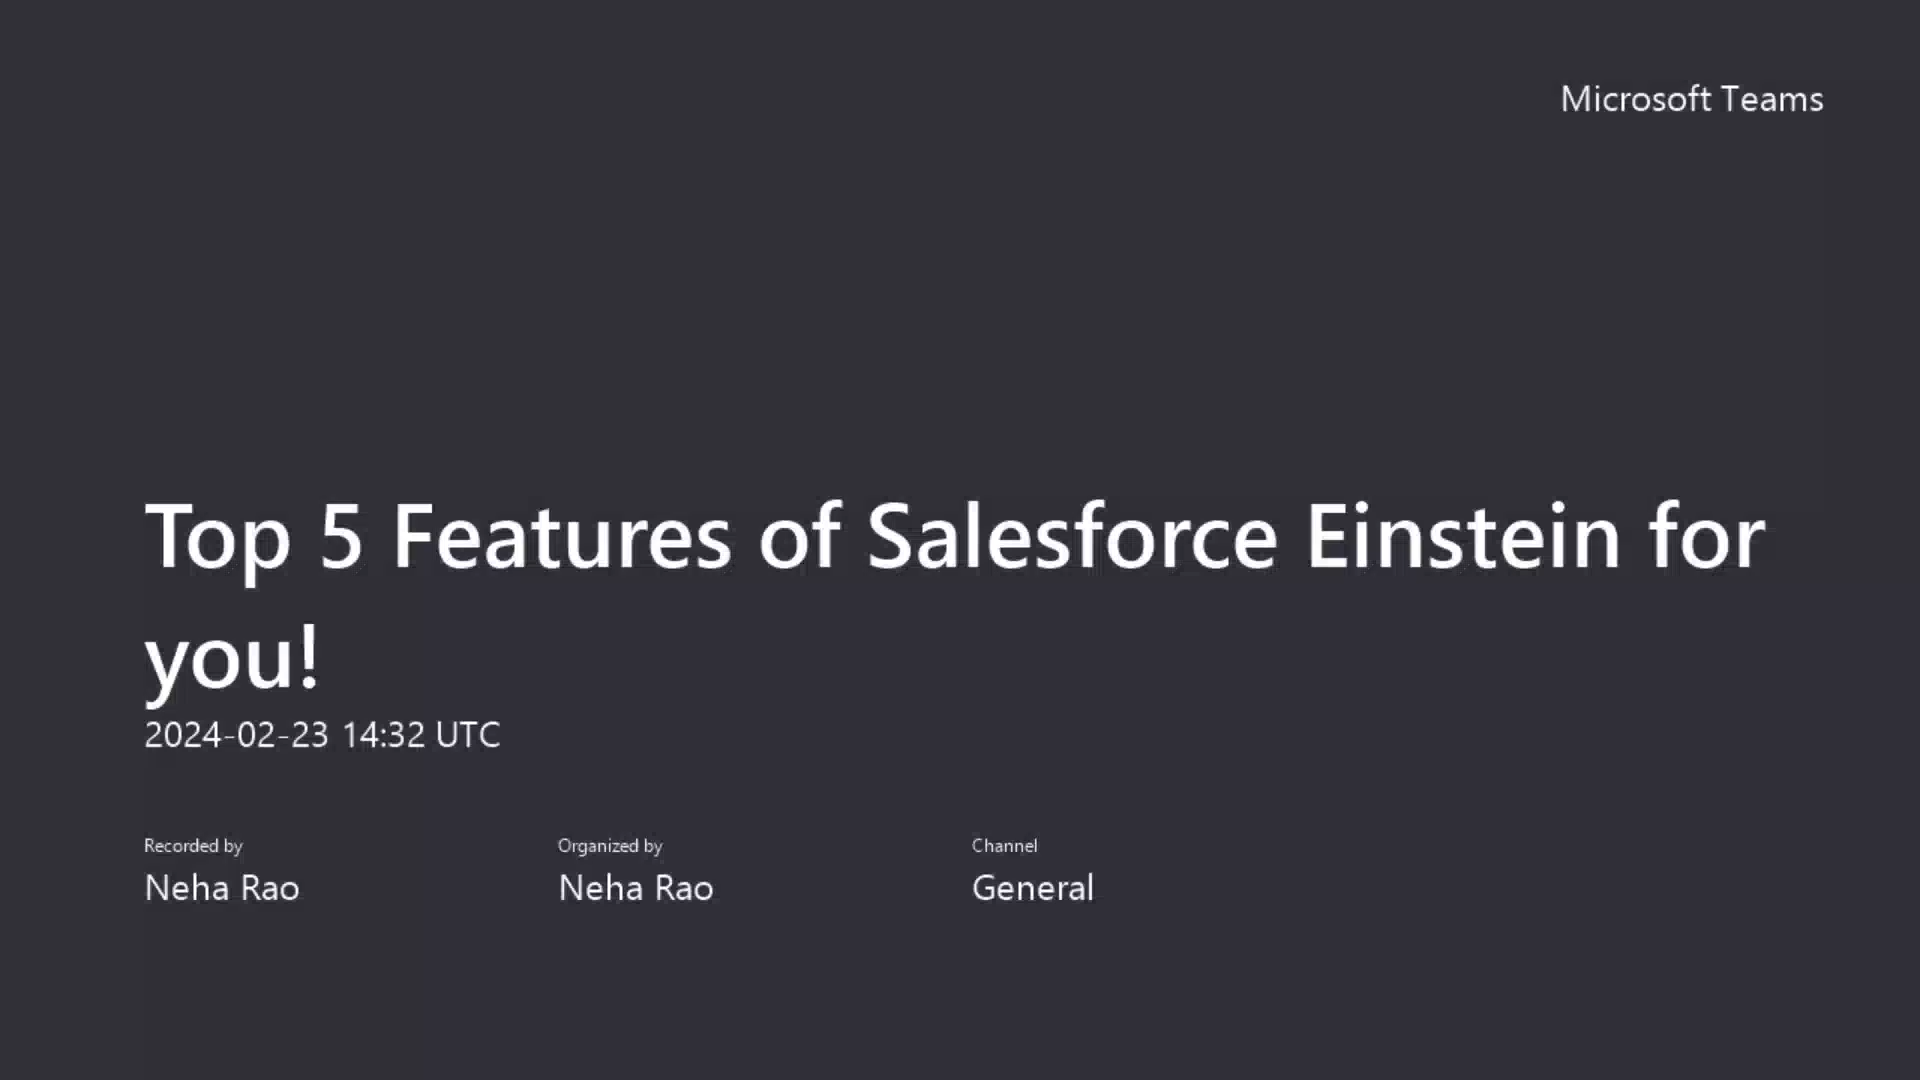 Microsoft Teams
Top 5 Features of Salesforce Einstein for
you!
2024-02-23 14:32 UTC
Recorded by
Neha Rao
Organized by
Neha Rao
Channel
General